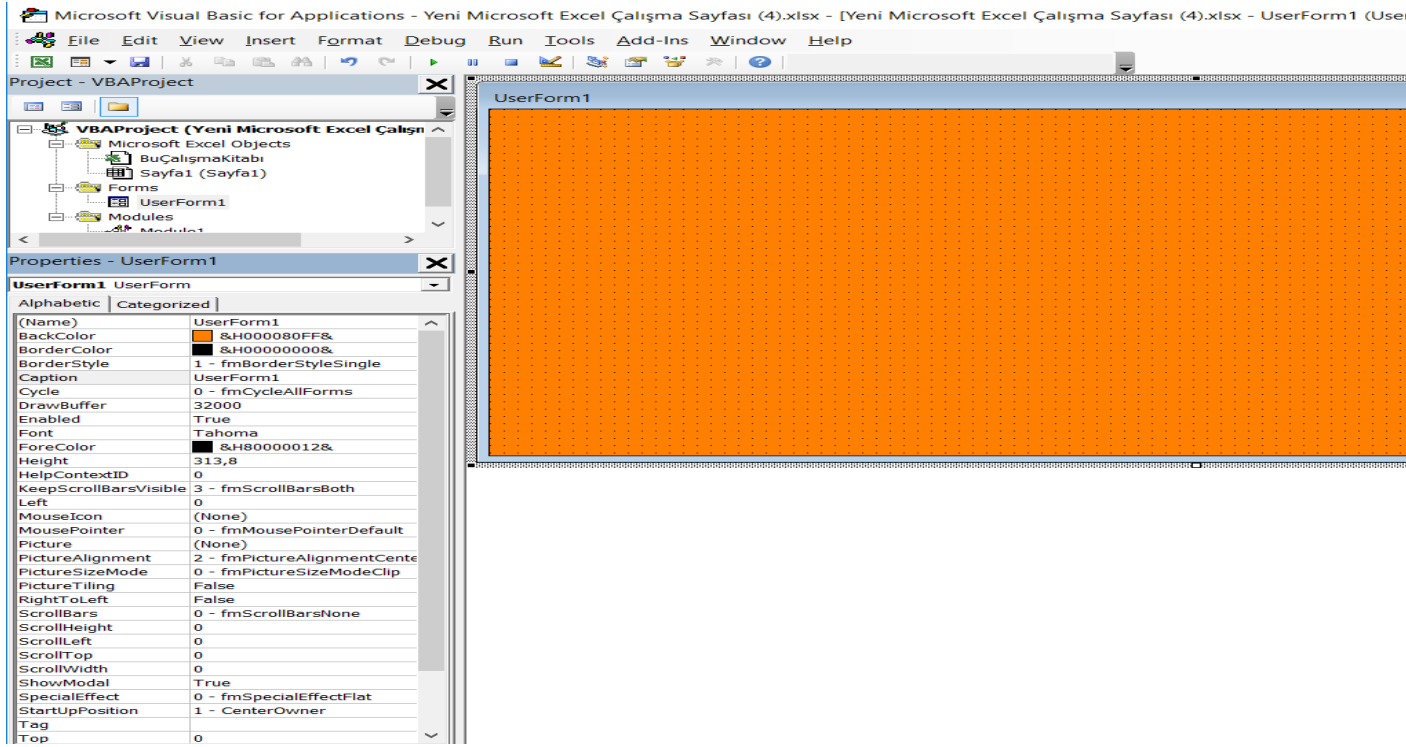 Microsoft Visual Basic for Applications - Yeni Microsoft Excel Çalışma Sayfası (4).xlsx - [Yeni Microsoft Excel Çalışma Sayfası (4).xlsx - UserForm1 (User
File Edit View Insert Format Debug Run Tools Add-Ins Window Help
Project - VBAProject
VBAProject (Yeni Microsoft Excel Çalışm
Microsoft Excel Objects
BuÇalışmaKitabı
Sayfa1 (Sayfa1)
Forms
UserForm1
Modules
Module1
Properties - UserForm1
UserForm1 UserForm
Alphabetic Categorized
(Name) UserForm1
BackColor &H000080FF&
BorderColor &H00000000&
BorderStyle 1 - fmBorderStyleSingle
Caption UserForm1
Cycle 0 - fmCycleAllForms
DrawBuffer 32000
Enabled True
Font Tahoma
ForeColor &H80000012&
Height 313,8
HelpContextID 0
KeepScrollBarsVisible 3 - fmScrollBarsBoth
Left 0
MouseIcon (None)
MousePointer 0 - fmMousePointerDefault
Picture (None)
PictureAlignment 2 - fmPictureAlignmentCente
PictureSizeMode 0 - fmPictureSizeModeClip
PictureTiling False
RightToLeft False
ScrollBars 0 - fmScrollBarsNone
ScrollHeight 0
ScrollLeft 0
ScrollTop 0
ScrollWidth 0
ShowModal True
SpecialEffect 0 - fmSpecialEffectFlat
StartUpPosition 1 - CenterOwner
Tag
Top 0
UserForm1